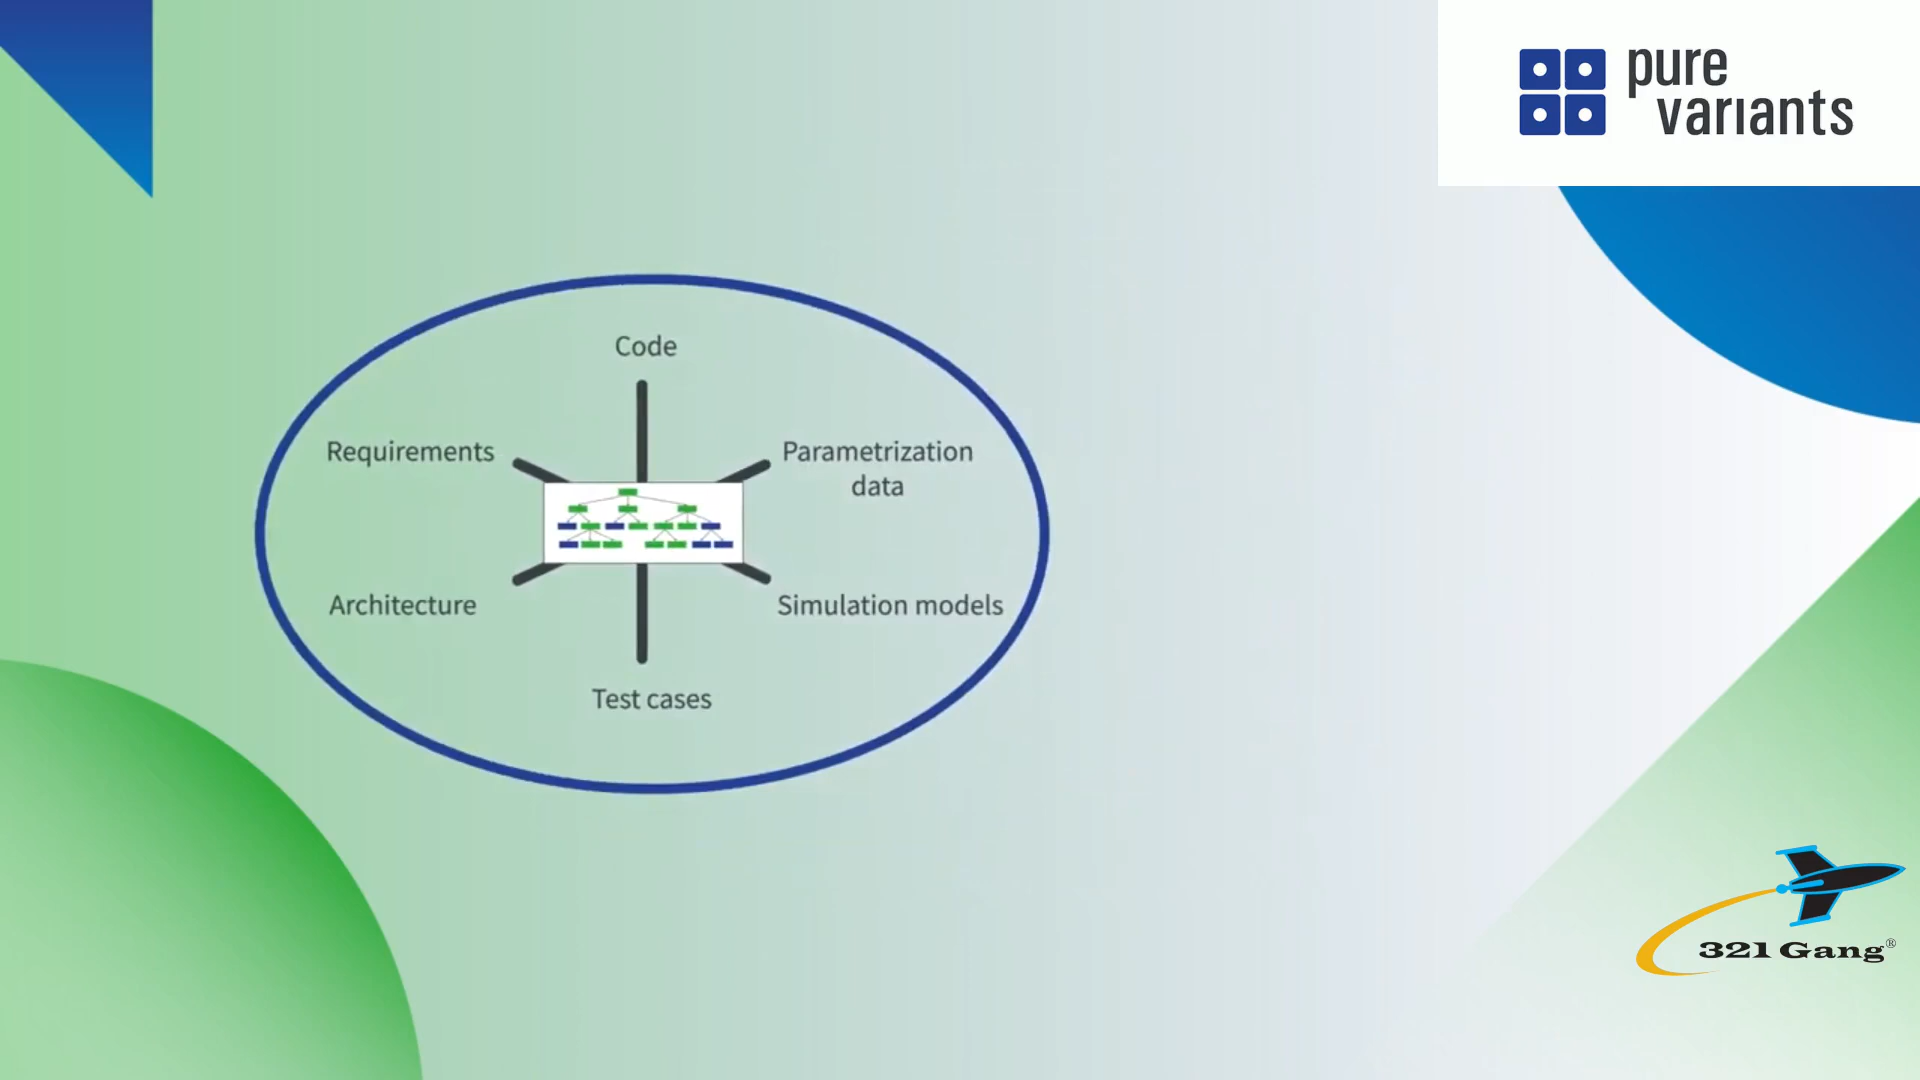 pure
variants
Code
Requirements
Parametrization
data
Architecture
Simulation models
Test cases
321 Gang®